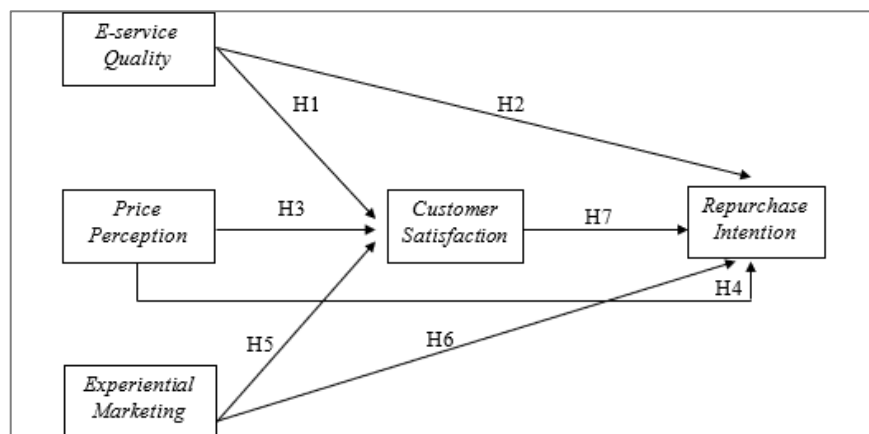 E-service
Quality
H1
H2
Price
Perception
H3
Customer
Satisfaction
H7
Repurchase
Intention
H4
H5
H6
Experiential
Marketing